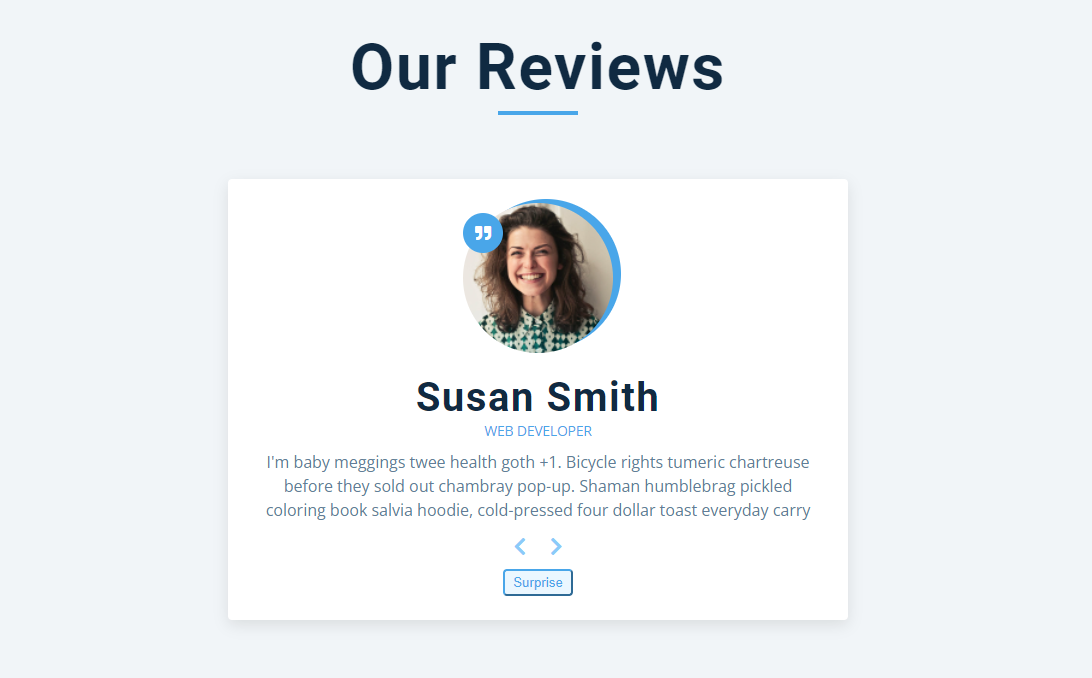 Our Reviews
Susan Smith
WEB DEVELOPER
I'm baby meggings twee health goth +1. Bicycle rights tumeric chartreuse
before they sold out chambray pop-up. Shaman humblebrag pickled
coloring book salvia hoodie, cold-pressed four dollar toast everyday carry
Surprise